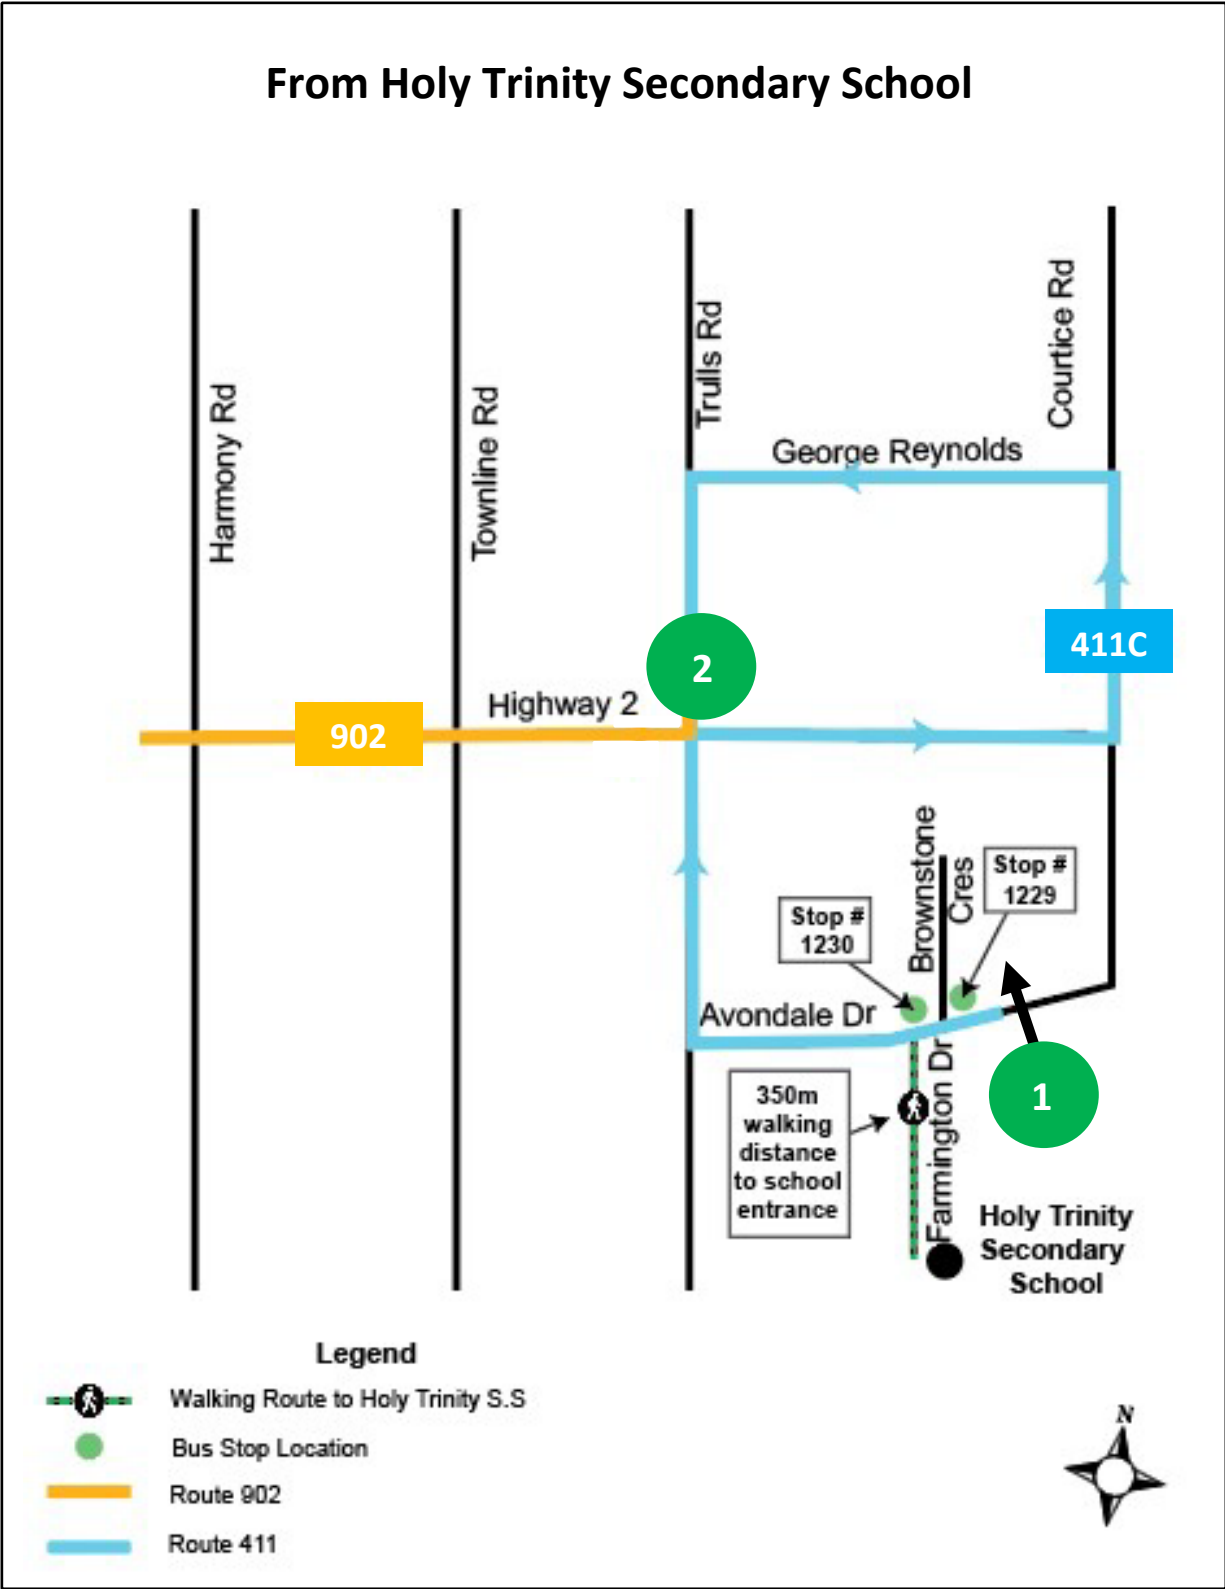 From Holy Trinity Secondary School
Harmony Rd
Townline Rd
Trulls Rd
Courtice Rd
George Reynolds
411C
2
Highway 2
902
Brownstone
Cres
Stop #
1229
Stop #
1230
Avondale Dr
1
350m
walking
distance
to school
entrance
Farmington Dr
Holy Trinity
Secondary
School
Legend
Walking Route to Holy Trinity S.S
Bus Stop Location
Route 902
Route 411
N